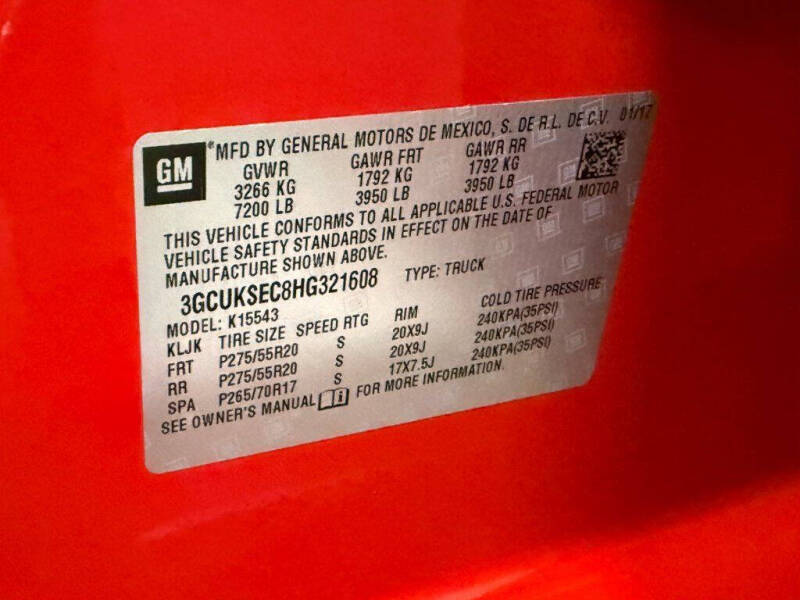 GM
*MFD BY GENERAL MOTORS DE MEXICO, S. DE R.L. DE C.V. 01/17
GVWR GAWR FRT GAWR RR
3266 KG 1792 KG 1792 KG
7200 LB 3950 LB 3950 LB
THIS VEHICLE CONFORMS TO ALL APPLICABLE U.S. FEDERAL MOTOR
VEHICLE SAFETY STANDARDS IN EFFECT ON THE DATE OF
MANUFACTURE SHOWN ABOVE.
3GCUKSEC8HG321608 TYPE: TRUCK
MODEL: K15543
KLJK TIRE SIZE SPEED RTG RIM COLD TIRE PRESSURE
FRT P275/55R20 S 20X9J 240KPA(35PSI)
RR P275/55R20 S 20X9J 240KPA(35PSI)
SPA P265/70R17 S 17X7.5J 240KPA(35PSI)
SEE OWNER'S MANUAL i FOR MORE INFORMATION.